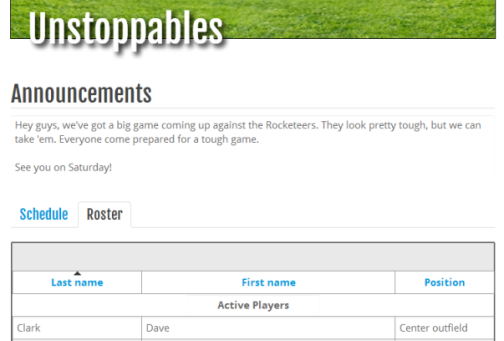 Unstoppables
Announcements
Hey guys, we've got a big game coming up against the Rocketeers. They look pretty tough, but we can
take 'em. Everyone come prepared for a tough game.
See you on Saturday!
Schedule Roster
Last name First name Position
Active Players
Clark Dave Center outfield